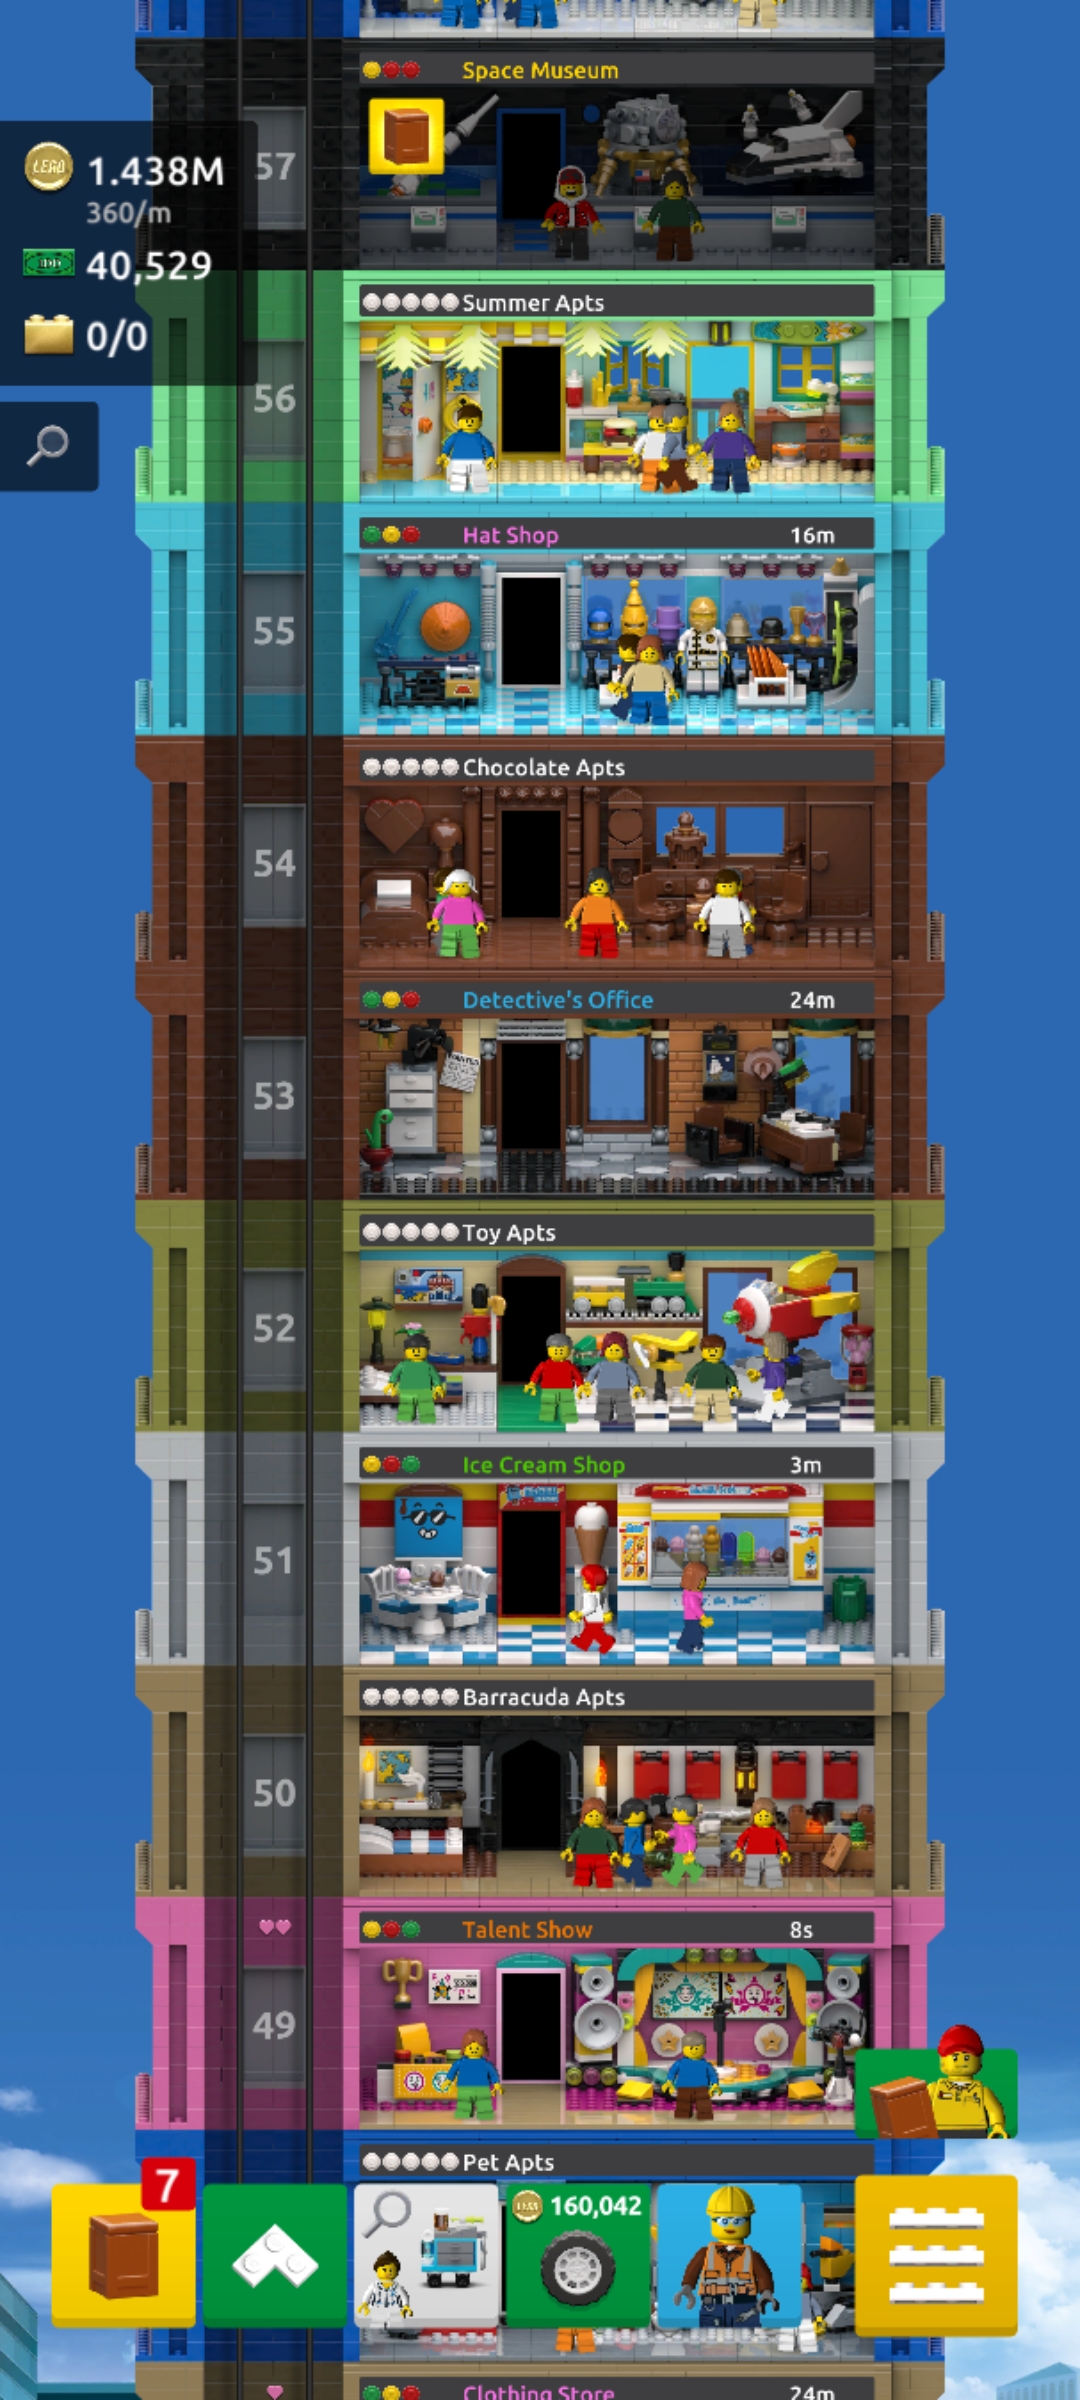 Space Museum
57
LEGO 1.438M
360/m
40,529
0/0
Summer Apts
56
Hat Shop 16m
55
Chocolate Apts
54
Detective's Office 24m
53
Toy Apts
52
Ice Cream Shop 3m
51
Barracuda Apts
50
Talent Show 8s
49
Pet Apts
7
160,042
Clothing Store 24m